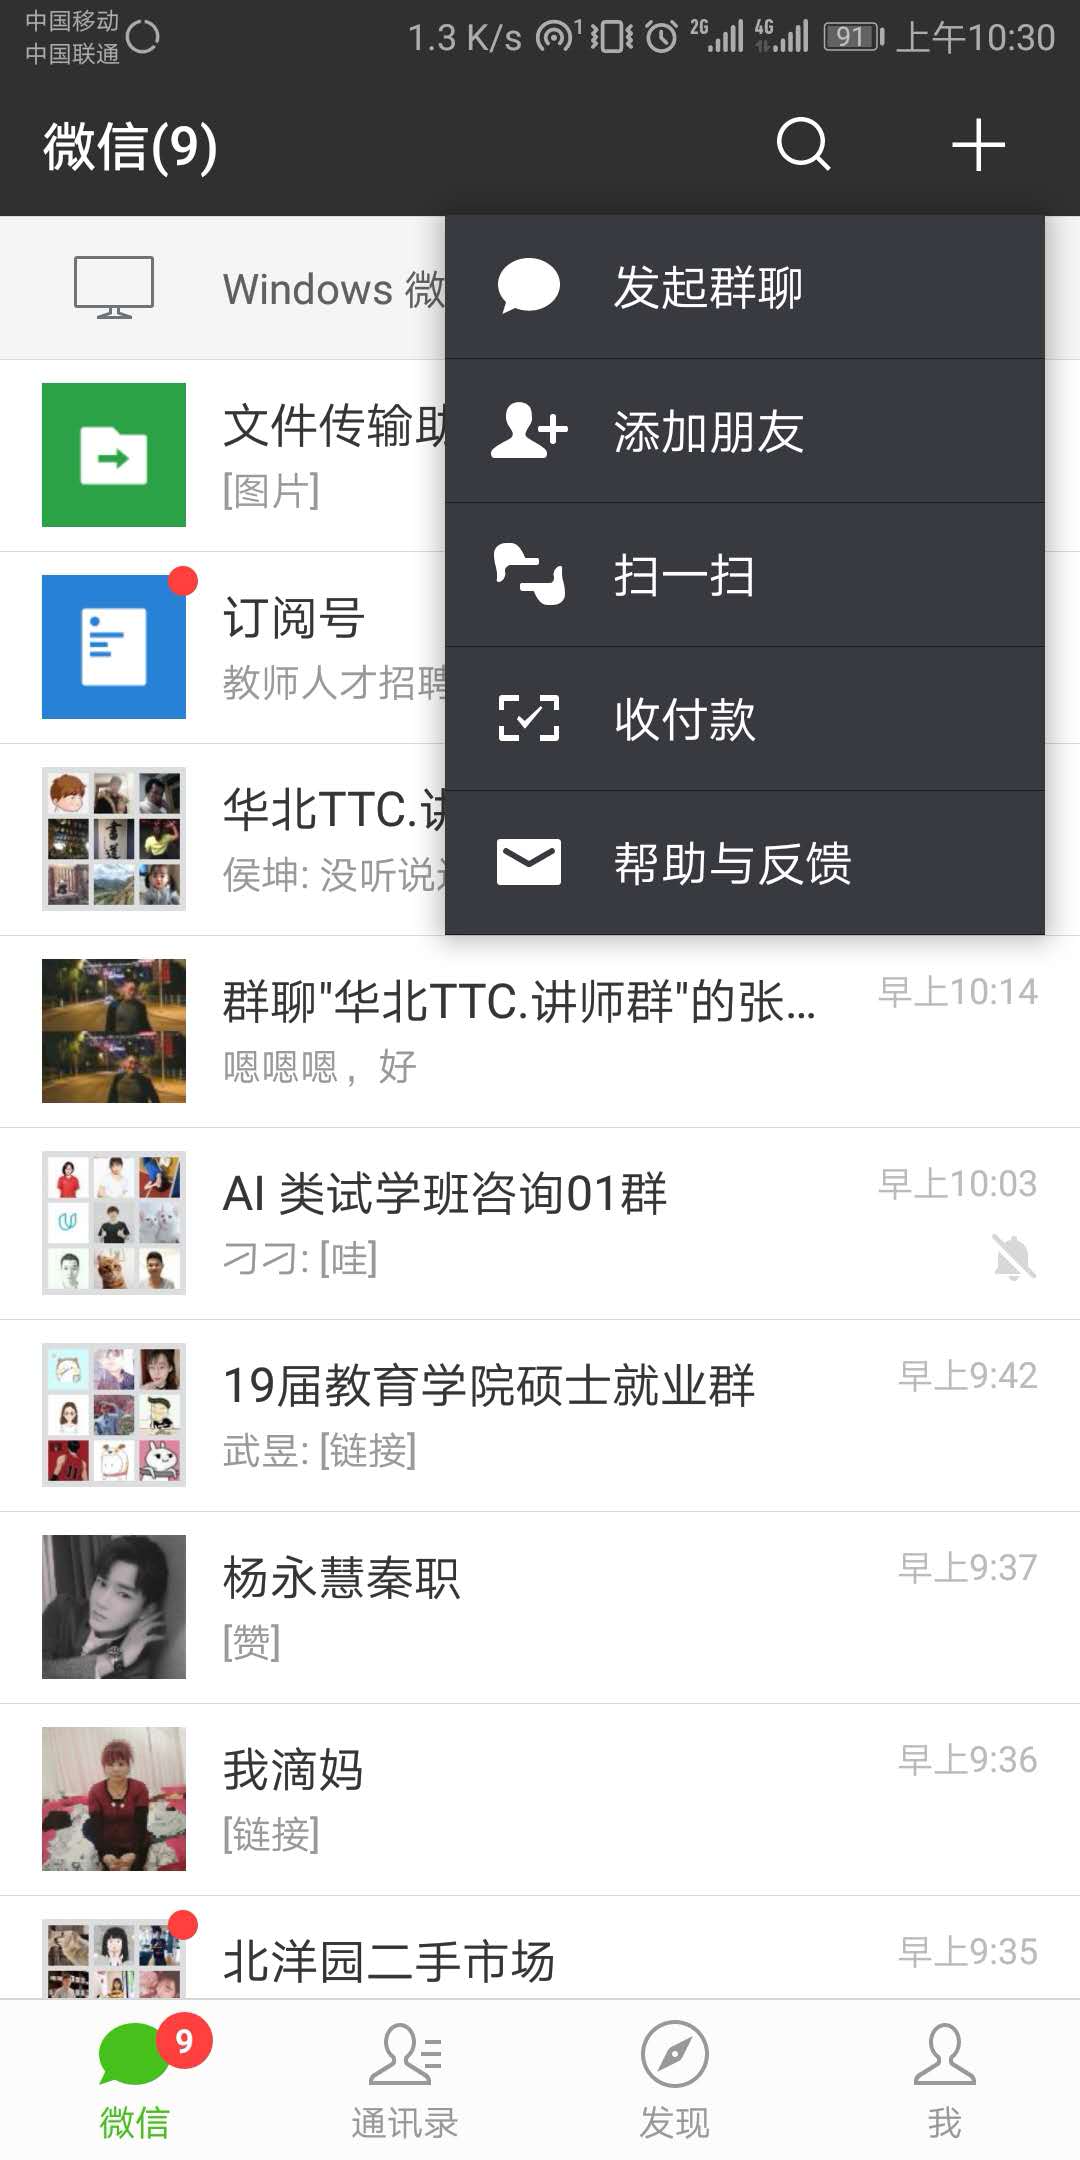 中国移动
中国联通
1.3 K/s 1 2G 4G 91 上午10:30
微信(9)
Windows 微
发起群聊
添加朋友
扫一扫
收付款
帮助与反馈
文件传输
[图片]
订阅号
教师人才招聘
华北TTC.
侯坤: 没听说
群聊"华北TTC.讲师群"的张...
早上10:14
嗯嗯嗯，好
AI 类试学班咨询01群
早上10:03
刁刁: [哇]
19届教育学院硕士就业群
早上9:42
武昱: [链接]
杨永慧秦职
早上9:37
[赞]
我滴妈
早上9:36
[链接]
北洋园二手市场
早上9:35
9
微信
通讯录
发现
我